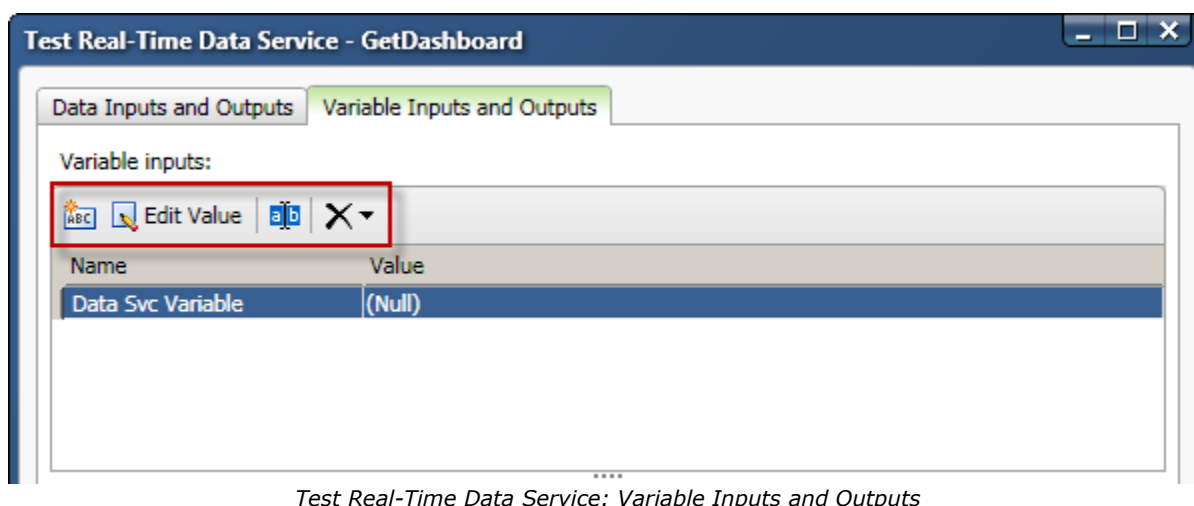 Test Real-Time Data Service - GetDashboard
Data Inputs and Outputs Variable Inputs and Outputs
Variable inputs:
ABC Edit Value a b
Name Value
Data Svc Variable (Null)
Test Real-Time Data Service: Variable Inputs and Outputs